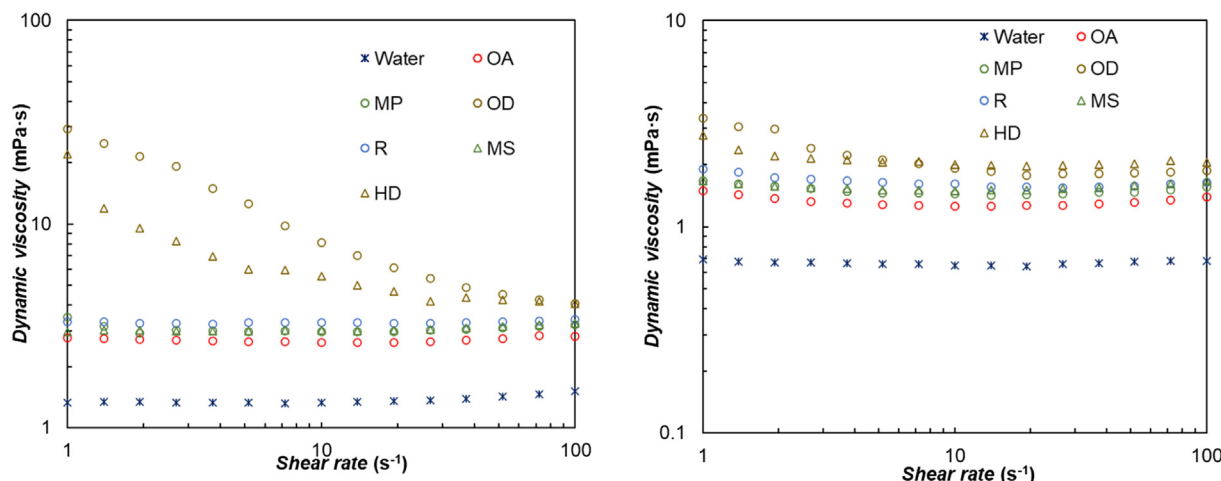 100
10
1
Dynamic viscosity (mPa·s)
Water OA
MP OD
R MS
HD
1 10 100
Shear rate (s-1)
10
1
0.1
Dynamic viscosity (mPa·s)
Water OA
MP OD
R MS
HD
1 10 100
Shear rate (s-1)